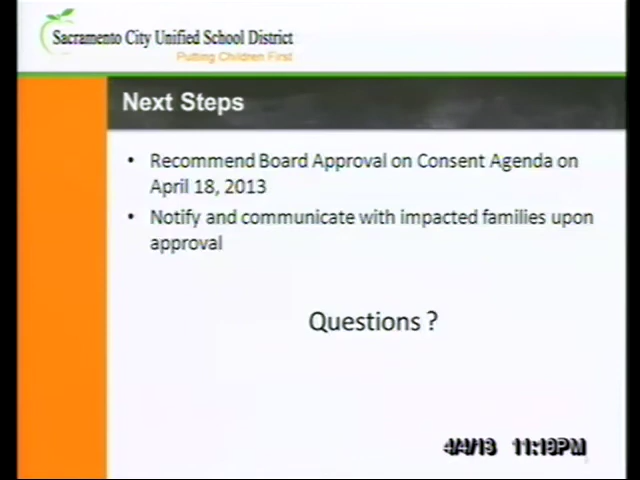 Sacramento City Unified School District
Putting Children First
Next Steps
• Recommend Board Approval on Consent Agenda on
April 18, 2013
• Notify and communicate with impacted families upon
approval
Questions ?
4/4/13 11:19PM